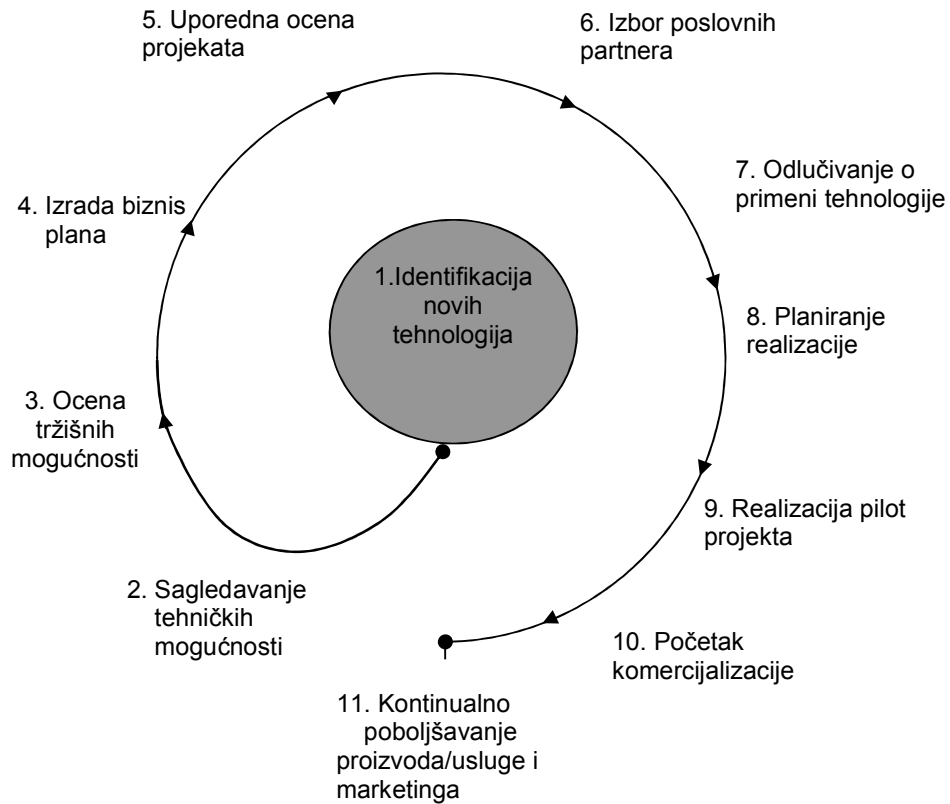 1.Identifikacija
novih
tehnologija
2. Sagledavanje
tehničkih
mogućnosti
3. Ocena
tržišnih
mogućnosti
4. Izrada biznis
plana
5. Uporedna ocena
projekata
6. Izbor poslovnih
partnera
7. Odlučivanje o
primeni tehnologije
8. Planiranje
realizacije
9. Realizacija pilot
projekta
10. Početak
komercijalizacije
11. Kontinualno
poboljšavanje
proizvoda/usluge i
marketinga